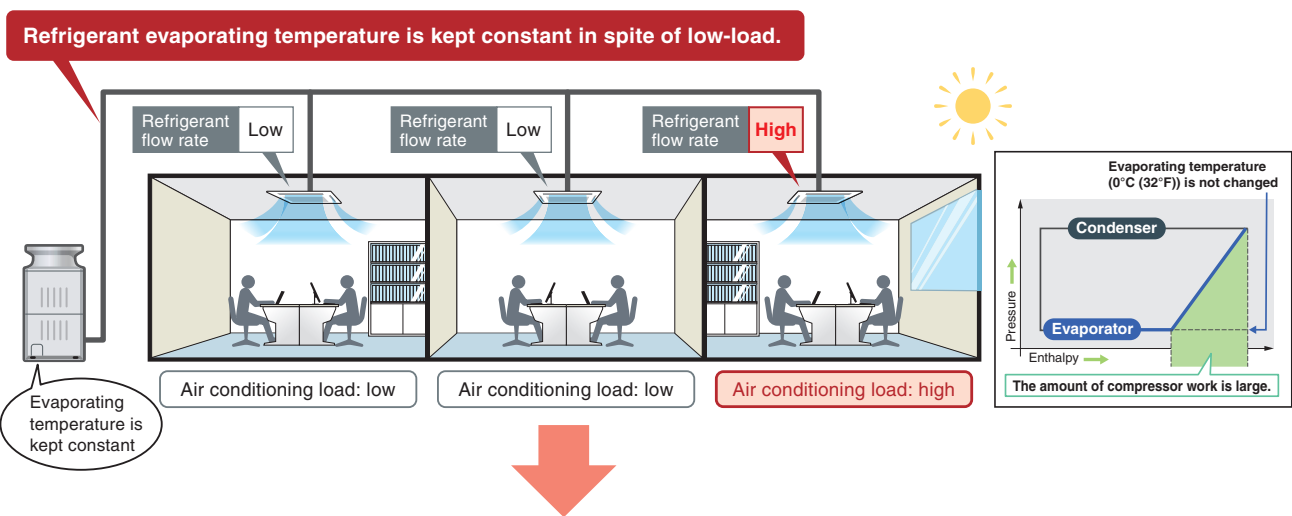 Refrigerant evaporating temperature is kept constant in spite of low-load.
Refrigerant
flow rate
Low
Refrigerant
flow rate
Low
Refrigerant
flow rate
High
Evaporating temperature
(0°C (32°F)) is not changed
Condenser
Evaporator
Pressure
Enthalpy
The amount of compressor work is large.
Air conditioning load: low
Air conditioning load: low
Air conditioning load: high
Evaporating
temperature is
kept constant